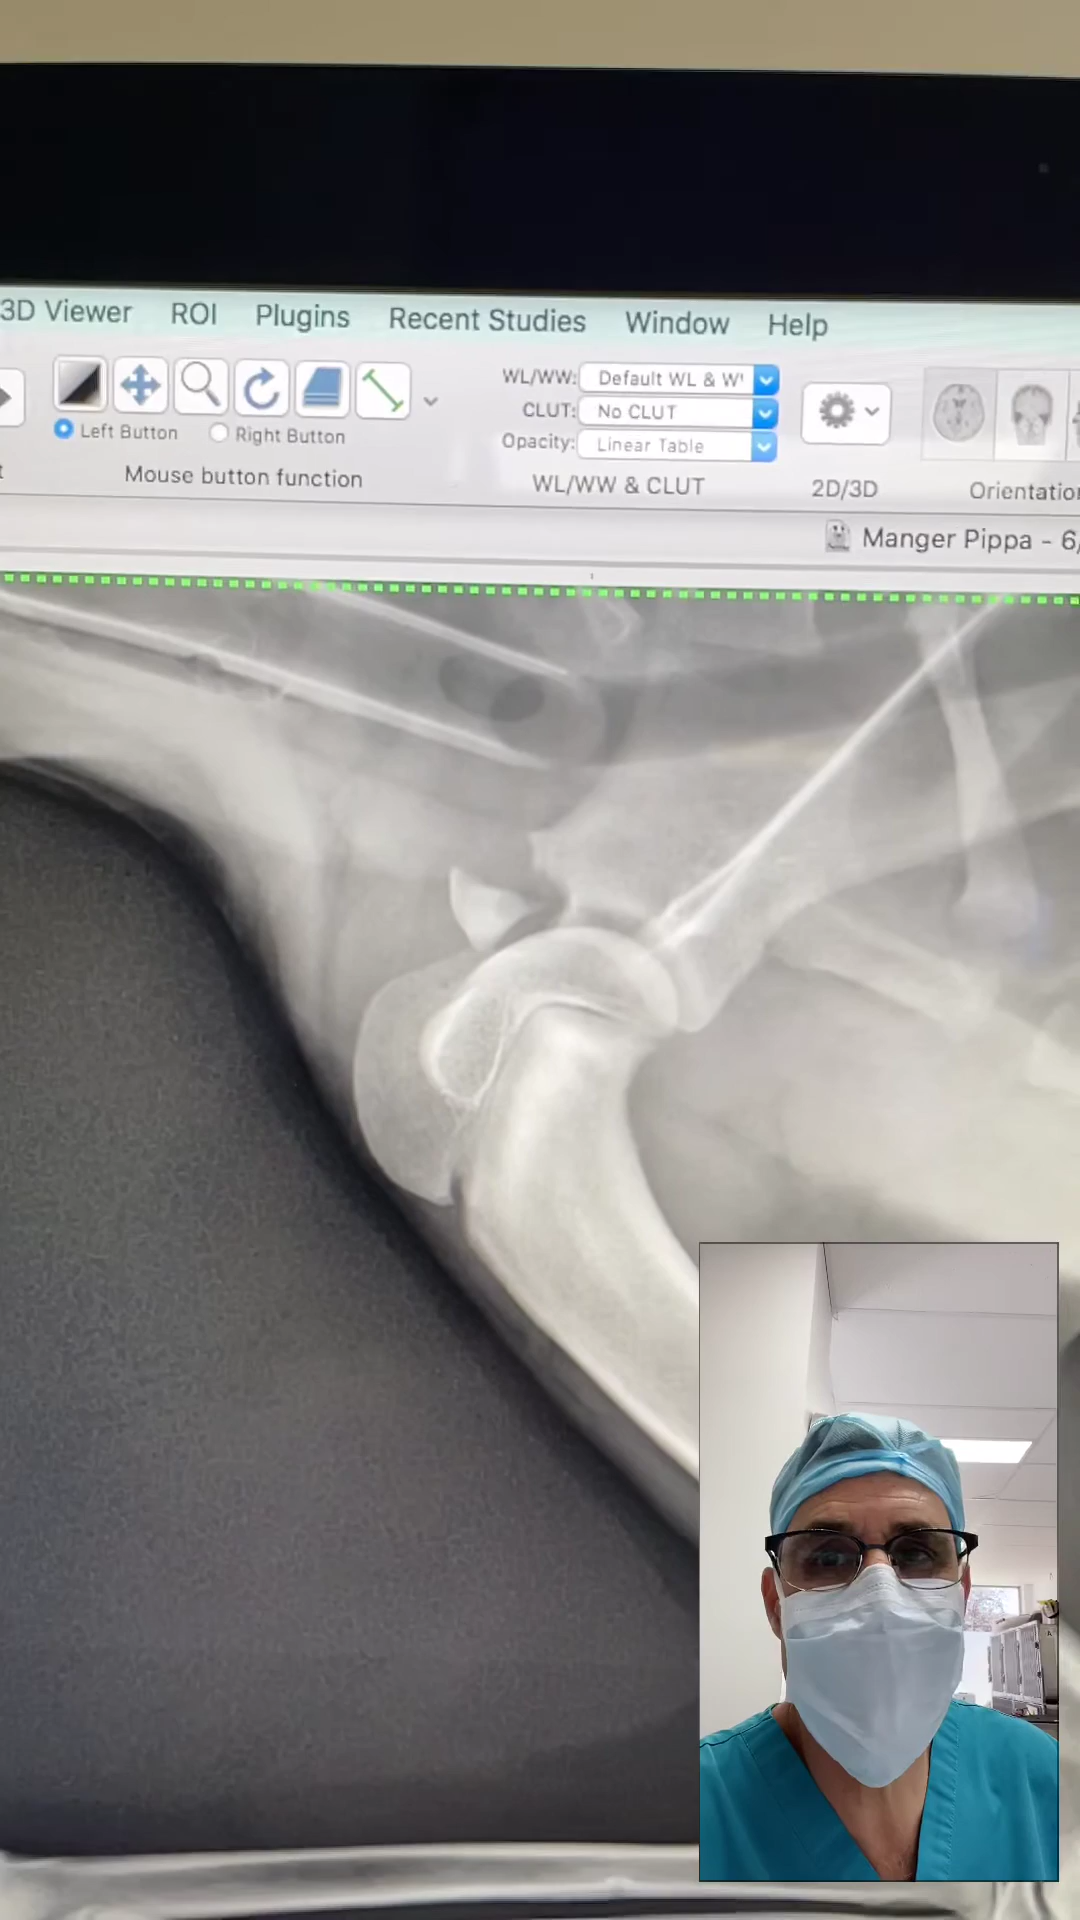 3D Viewer ROI Plugins Recent Studies Window Help
WL/WW: Default WL & W
CLUT: No CLUT
Opacity: Linear Table
Left Button Right Button
Mouse button function WL/WW & CLUT 2D/3D Orientation
Manger Pippa - 6/